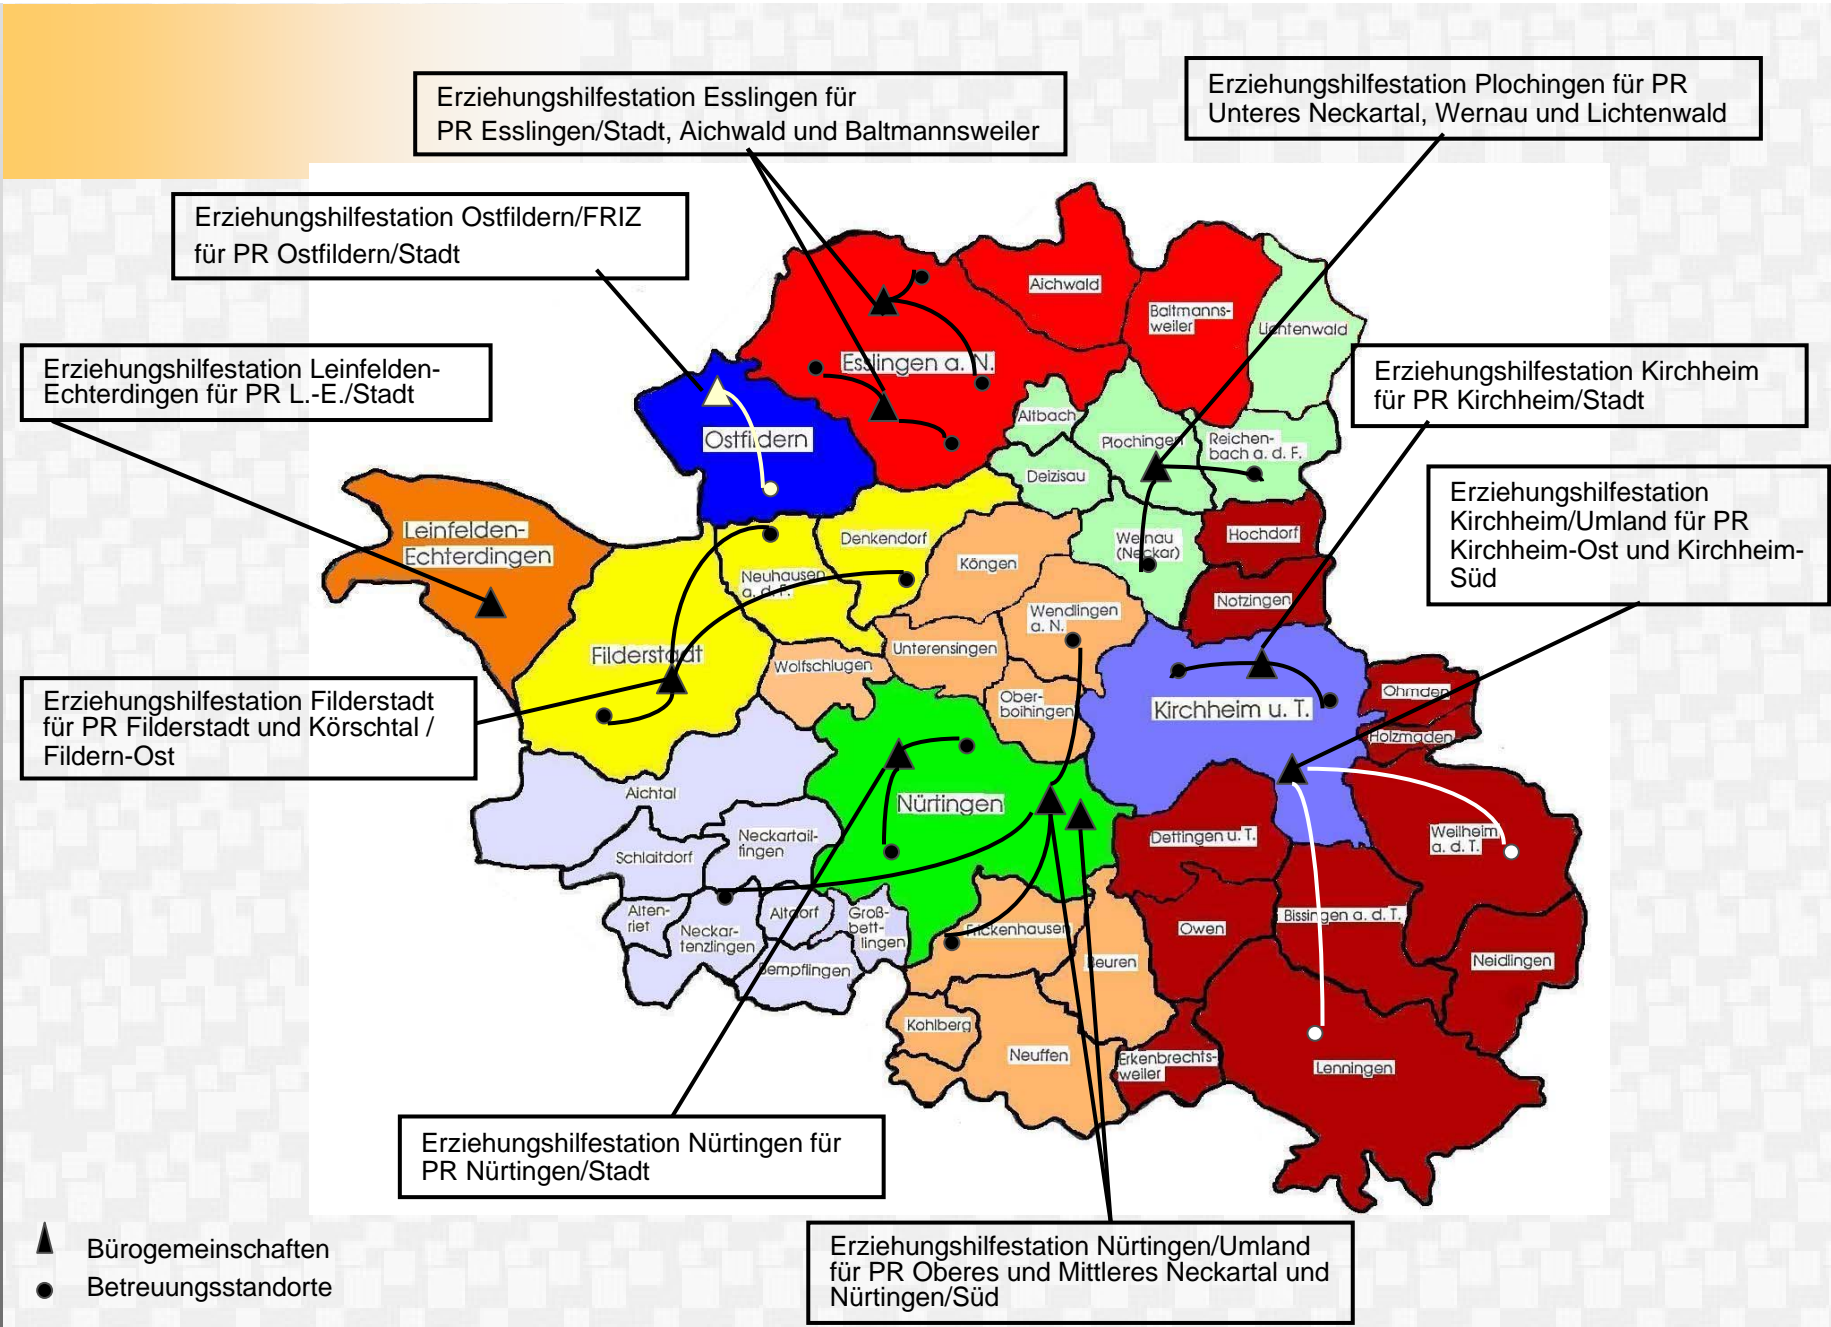 Erziehungshilfestation Esslingen für
PR Esslingen/Stadt, Aichwald und Baltmannsweiler
Erziehungshilfestation Plochingen für PR
Unteres Neckartal, Wernau und Lichtenwald
Erziehungshilfestation Ostfildern/FRIZ
für PR Ostfildern/Stadt
Erziehungshilfestation Leinfelden-
Echterdingen für PR L.-E./Stadt
Erziehungshilfestation Kirchheim
für PR Kirchheim/Stadt
Erziehungshilfestation
Kirchheim/Umland für PR
Kirchheim-Ost und Kirchheim-
Süd
Erziehungshilfestation Filderstadt
für PR Filderstadt und Körschtal /
Fildern-Ost
Erziehungshilfestation Nürtingen für
PR Nürtingen/Stadt
Erziehungshilfestation Nürtingen/Umland
für PR Oberes und Mittleres Neckartal und
Nürtingen/Süd
Aichwald
Baltmanns-
weiler
Lichtenwald
Esslingen a. N.
Altbach
Plochingen
Reichen-
bach a. d. F.
Ostfildern
Deizisau
Leinfelden-
Echterdingen
Denkendorf
Köngen
Wernau
(Neckar)
Hochdorf
Neuhausen
a. d. F.
Wendlingen
a. N.
Notzingen
Filderstadt
Wolfschlugen
Unterensingen
Ober-
boihingen
Kirchheim u. T.
Ohmden
Holzmaden
Aichtal
Nürtingen
Neckartail-
fingen
Schlaitdorf
Dettingen u. T.
Weilheim
a. d. T.
Alten-
riet
Neckar-
tenzlingen
Altdorf
Groß-
bett-
lingen
Frickenhausen
Owen
Bissingen a. d. T.
Bempflingen
Beuren
Neidlingen
Kohlberg
Neuffen
Erkenbrechts-
weiler
Lenningen
Bürogemeinschaften
Betreuungsstandorte